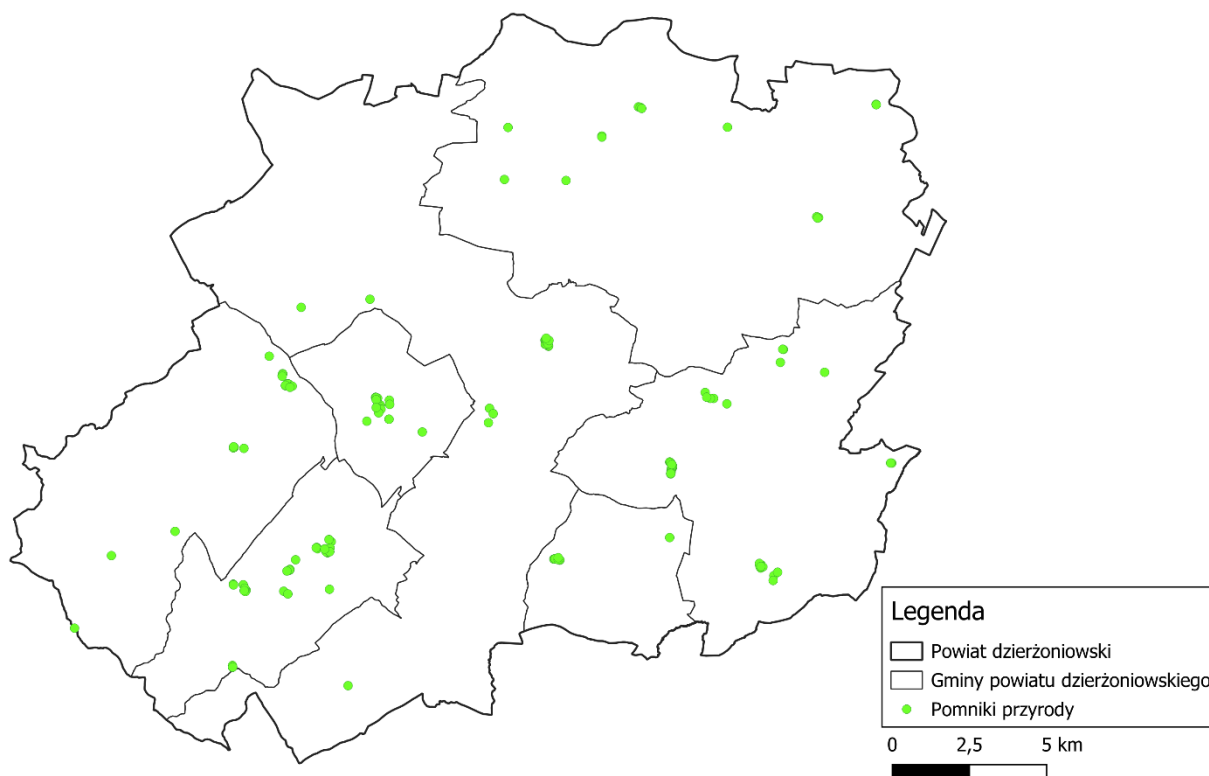 Legenda
Powiat dzierżoniowski
Gminy powiatu dzierżoniowskiego
Pomniki przyrody
0 2,5 5 km